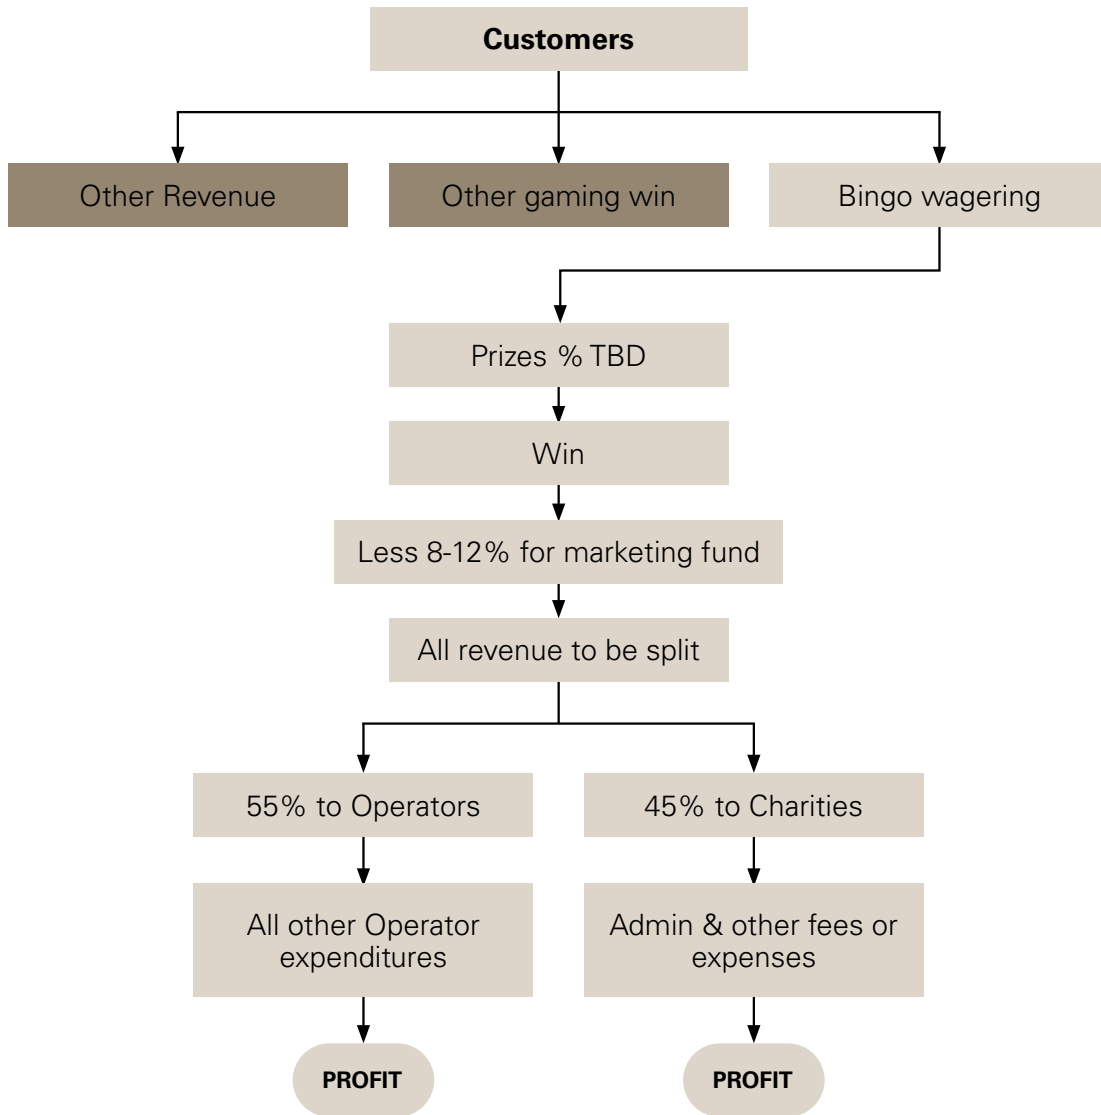 Customers
Other Revenue
Other gaming win
Bingo wagering
Prizes % TBD
Win
Less 8-12% for marketing fund
All revenue to be split
55% to Operators
45% to Charities
All other Operator
expenditures
Admin & other fees or
expenses
PROFIT
PROFIT